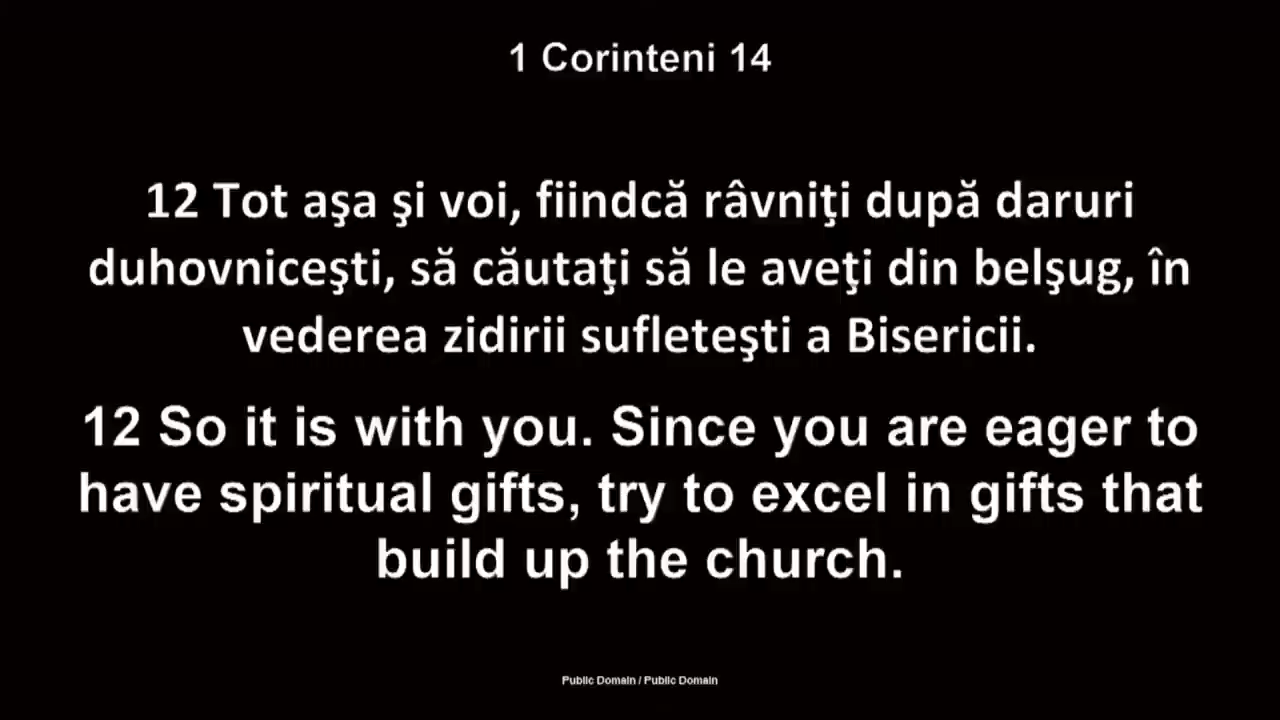 1 Corinteni 14
12 Tot aşa şi voi, fiindcă râvniţi după daruri
duhovniceşti, să căutaţi să le aveţi din belşug, în
vederea zidirii sufleteşti a Bisericii.
12 So it is with you. Since you are eager to
have spiritual gifts, try to excel in gifts that
build up the church.
Public Domain / Public Domain